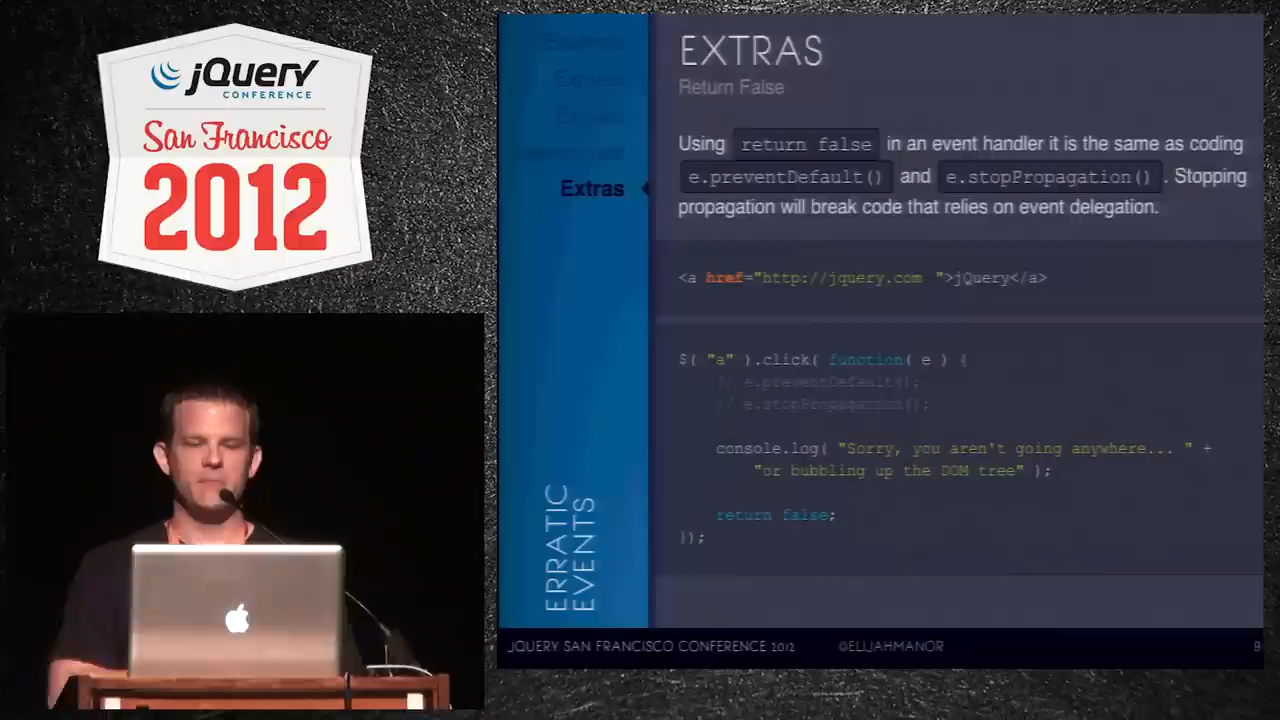 jQuery
CONFERENCE
San Francisco
2012
Extras
ERRATIC
EVENTS
EXTRAS
Return False
Using return false in an event handler it is the same as coding
e.preventDefault() and e.stopPropagation() . Stopping
propagation will break code that relies on event delegation.
<a href="http://jquery.com ">jQuery</a>
$( "a" ).click( function( e ) {
// e.preventDefault();
// e.stopPropagation();
console.log( "Sorry, you aren't going anywhere... " +
"or bubbling up the DOM tree" );
return false;
});
JQUERY SAN FRANCISCO CONFERENCE 2012
@ELIJAHMANOR
9